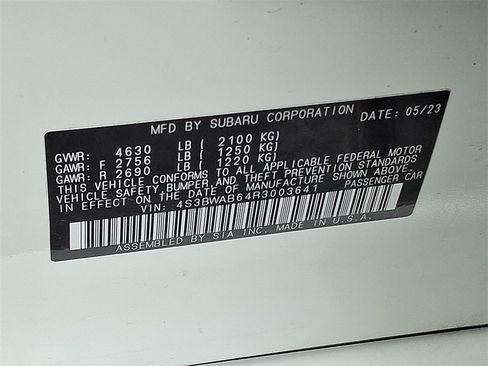 MFD BY SUBARU CORPORATION DATE: 05/23
GVWR: 4630 LB ( 2100 KG)
GAWR: F 2756 LB ( 1250 KG)
GAWR: R 2690 LB ( 1220 KG)
THIS VEHICLE CONFORMS TO ALL APPLICABLE FEDERAL MOTOR
VEHICLE SAFETY, BUMPER AND THEFT PREVENTION STANDARDS
IN EFFECT ON THE DATE OF MANUFACTURE SHOWN ABOVE.
VIN: 4S3BWAB64R3003641 PASSENGER CAR
ASSEMBLED BY SIA INC. MADE IN U.S.A.